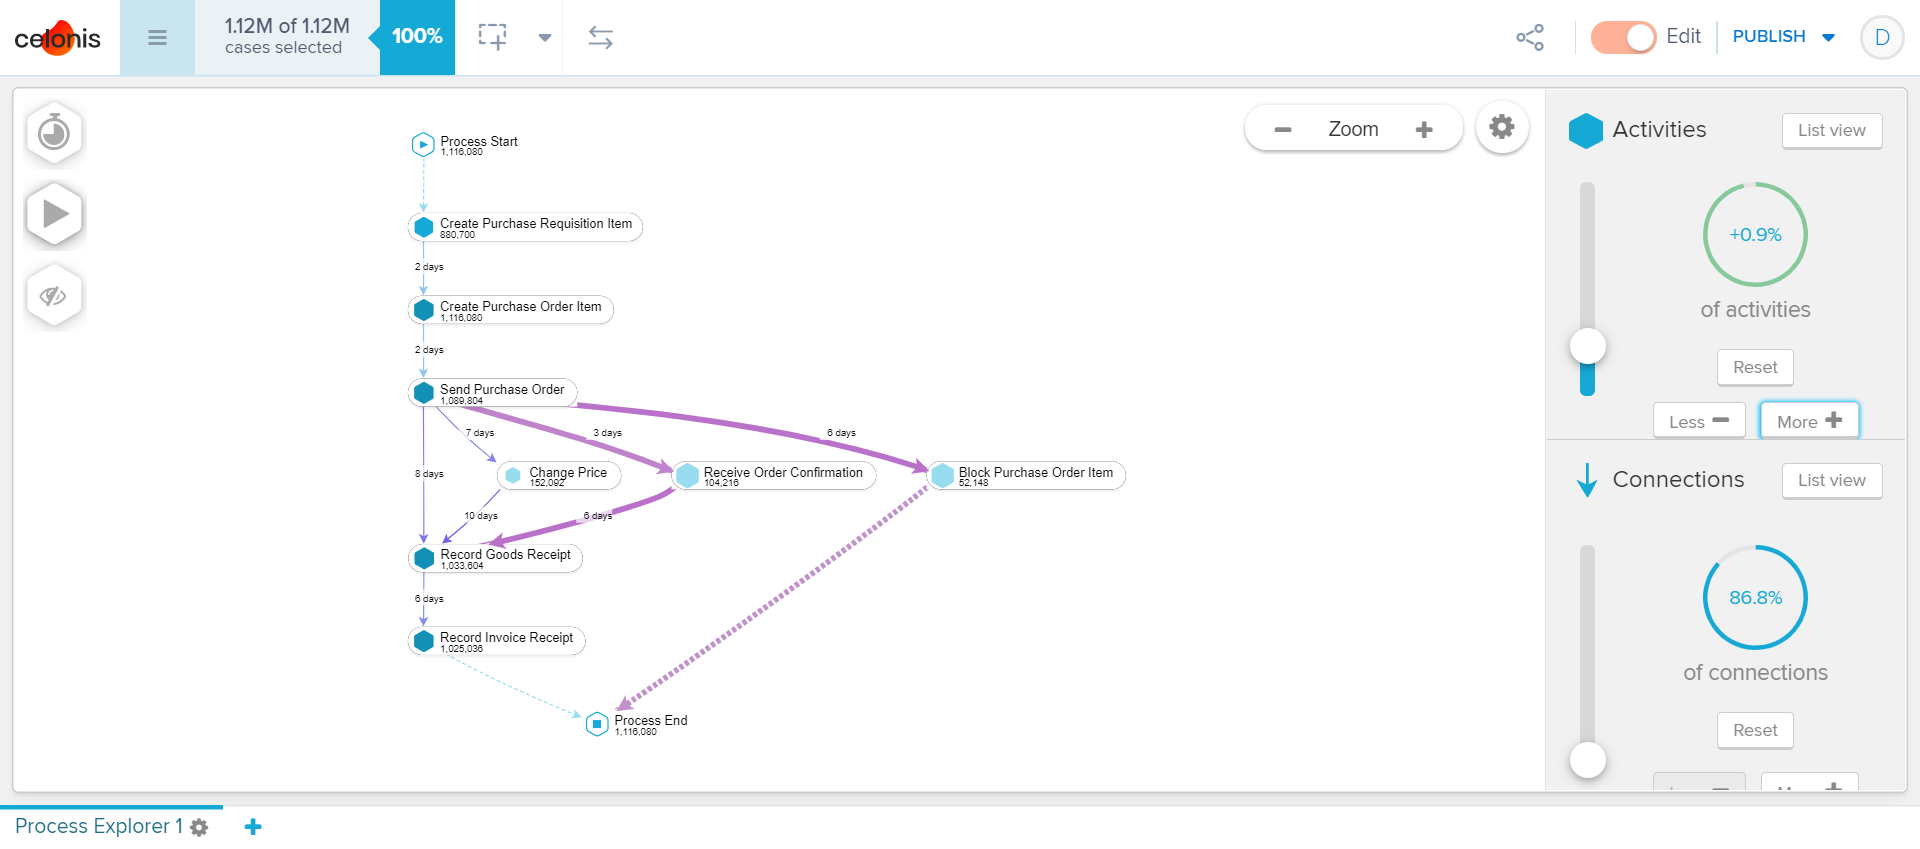 celonis
1.12M of 1.12M
cases selected
100%
Edit
PUBLISH
D
Zoom
Process Start
1,116,080
Create Purchase Requisition Item
880,700
2 days
Create Purchase Order Item
1,116,080
2 days
Send Purchase Order
1,089,804
7 days
3 days
6 days
8 days
Change Price
152,092
Receive Order Confirmation
104,216
Block Purchase Order Item
52,148
10 days
6 days
Record Goods Receipt
1,033,604
6 days
Record Invoice Receipt
1,025,036
Process End
1,116,080
Activities
List view
+0.9%
of activities
Reset
Less
More
Connections
List view
86.8%
of connections
Reset
Process Explorer 1